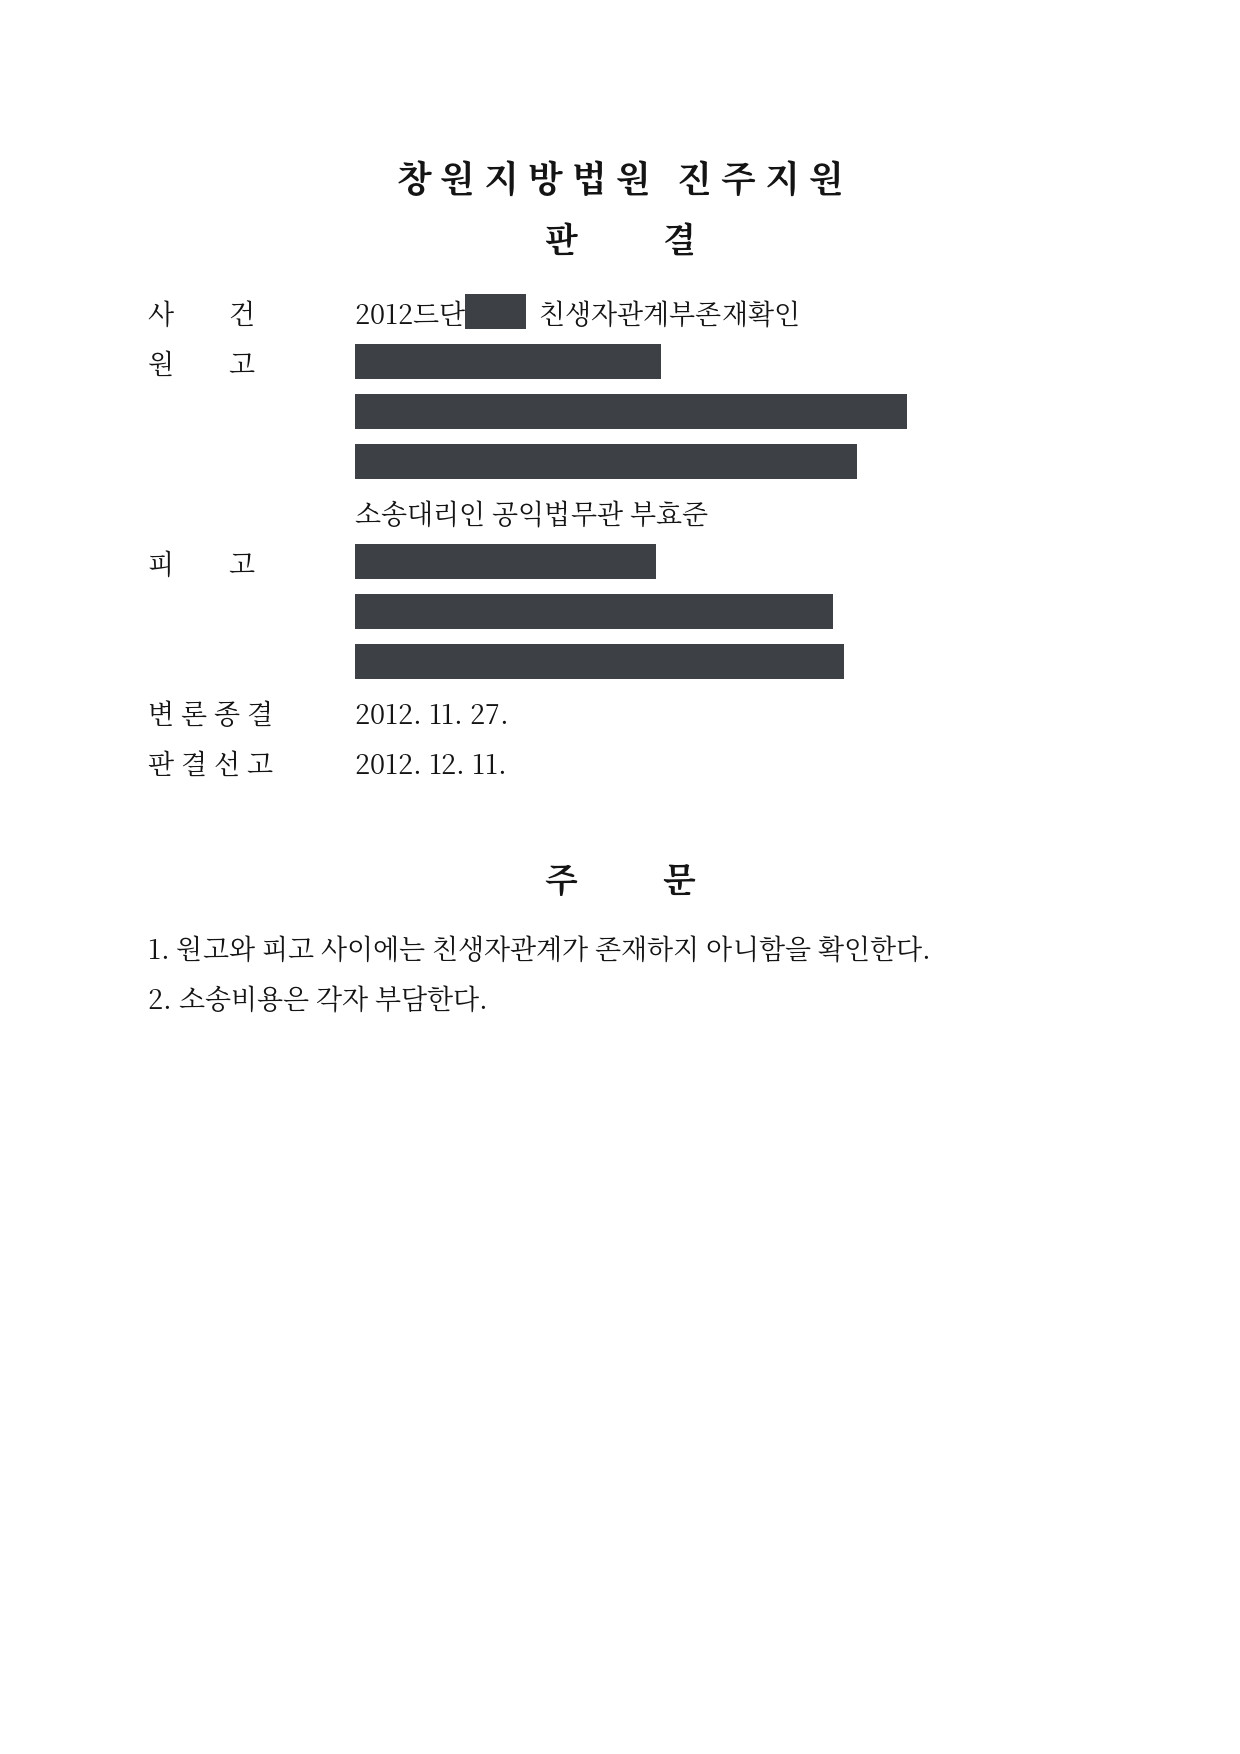 창원지방법원 진주지원
판 결
사 건 2012드단 친생자관계부존재확인
원 고
소송대리인 공익법무관 부효준
피 고
변론종결 2012. 11. 27.
판결선고 2012. 12. 11.
주 문
1. 원고와 피고 사이에는 친생자관계가 존재하지 아니함을 확인한다.
2. 소송비용은 각자 부담한다.